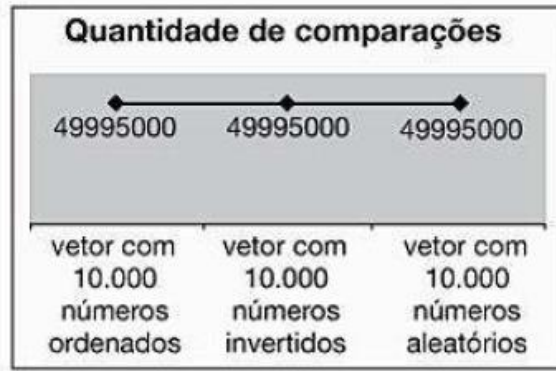 Quantidade de comparações
49995000 49995000 49995000
vetor com vetor com vetor com
10.000 10.000 10.000
números números números
ordenados invertidos aleatórios